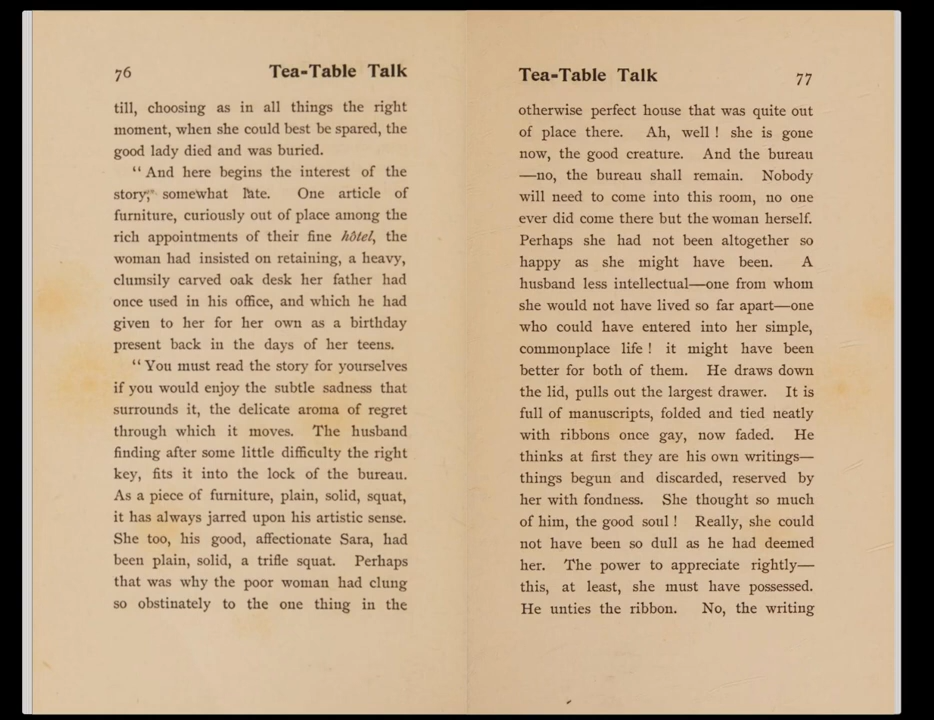 76 Tea-Table Talk
till, choosing as in all things the right
moment, when she could best be spared, the
good lady died and was buried.
“And here begins the interest of the
story, somewhat late. One article of
furniture, curiously out of place among the
rich appointments of their fine hôtel, the
woman had insisted on retaining, a heavy,
clumsily carved oak desk her father had
once used in his office, and which he had
given to her for her own as a birthday
present back in the days of her teens.
“You must read the story for yourselves
if you would enjoy the subtle sadness that
surrounds it, the delicate aroma of regret
through which it moves. The husband
finding after some little difficulty the right
key, fits it into the lock of the bureau.
As a piece of furniture, plain, solid, squat,
it has always jarred upon his artistic sense.
She too, his good, affectionate Sara, had
been plain, solid, a trifle squat. Perhaps
that was why the poor woman had clung
so obstinately to the one thing in the
Tea-Table Talk 77
otherwise perfect house that was quite out
of place there. Ah, well! she is gone
now, the good creature. And the bureau
—no, the bureau shall remain. Nobody
will need to come into this room, no one
ever did come there but the woman herself.
Perhaps she had not been altogether so
happy as she might have been. A
husband less intellectual—one from whom
she would not have lived so far apart—one
who could have entered into her simple,
commonplace life! it might have been
better for both of them. He draws down
the lid, pulls out the largest drawer. It is
full of manuscripts, folded and tied neatly
with ribbons once gay, now faded. He
thinks at first they are his own writings—
things begun and discarded, reserved by
her with fondness. She thought so much
of him, the good soul! Really, she could
not have been so dull as he had deemed
her. The power to appreciate rightly—
this, at least, she must have possessed.
He unties the ribbon. No, the writing